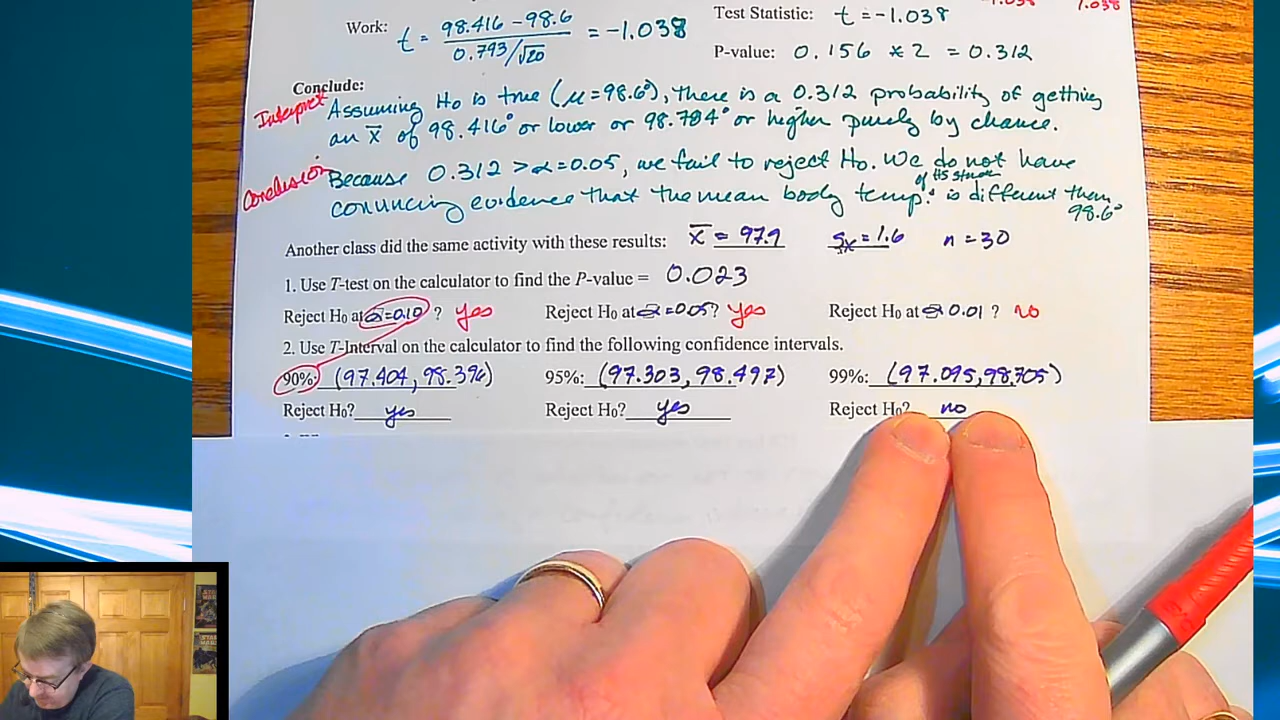 -1.038 1.038
Work: t = 98.416 - 98.6 / 0.793/√20 = -1.038
Test Statistic: t = -1.038
P-value: 0.156 * 2 = 0.312
Conclude:
Interpret Assuming Ho is true (μ = 98.6°), there is a 0.312 probability of getting
an x̄ of 98.416° or lower or 98.784° or higher purely by chance.
Conclusion Because 0.312 > α = 0.05, we fail to reject Ho. We do not have
convincing evidence that the mean body temp. of HS students is different than
98.6°
Another class did the same activity with these results: x̄ = 97.9 Sx = 1.6 n = 30
1. Use T-test on the calculator to find the P-value = 0.023
Reject H0 at α=0.10 ? yes Reject H0 at α=0.05? yes Reject H0 at α 0.01 ? no
2. Use T-Interval on the calculator to find the following confidence intervals.
90%: (97.404, 98.396) 95%: (97.303, 98.497) 99%: (97.095, 98.705)
Reject H0? yes Reject H0? yes Reject H0? no